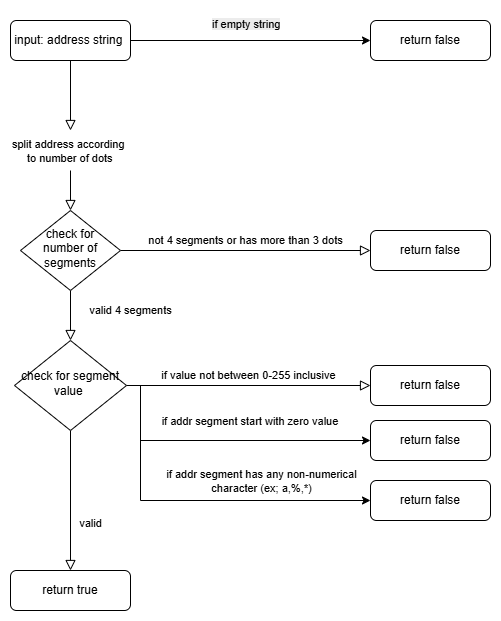 if empty string
input: address string
return false
split address according
to number of dots
check for
number of
segments
not 4 segments or has more than 3 dots
return false
valid 4 segments
check for segment
value
if value not between 0-255 inclusive
return false
if addr segment start with zero value
return false
if addr segment has any non-numerical
character (ex; a,%,*)
return false
valid
return true